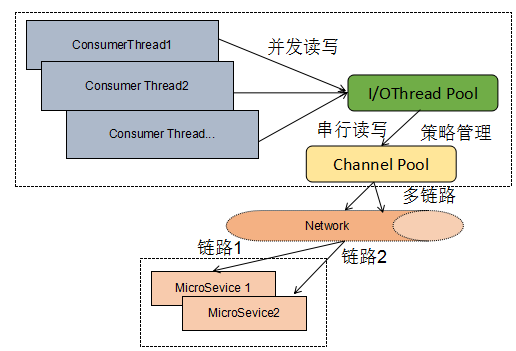 ConsumerThread1
并发读写
Consumer Thread2
I/OThread Pool
Consumer Thread...
串行读写
策略管理
Channel Pool
多链路
Network
链路1
链路2
MicroSevice 1
MicroSevice2